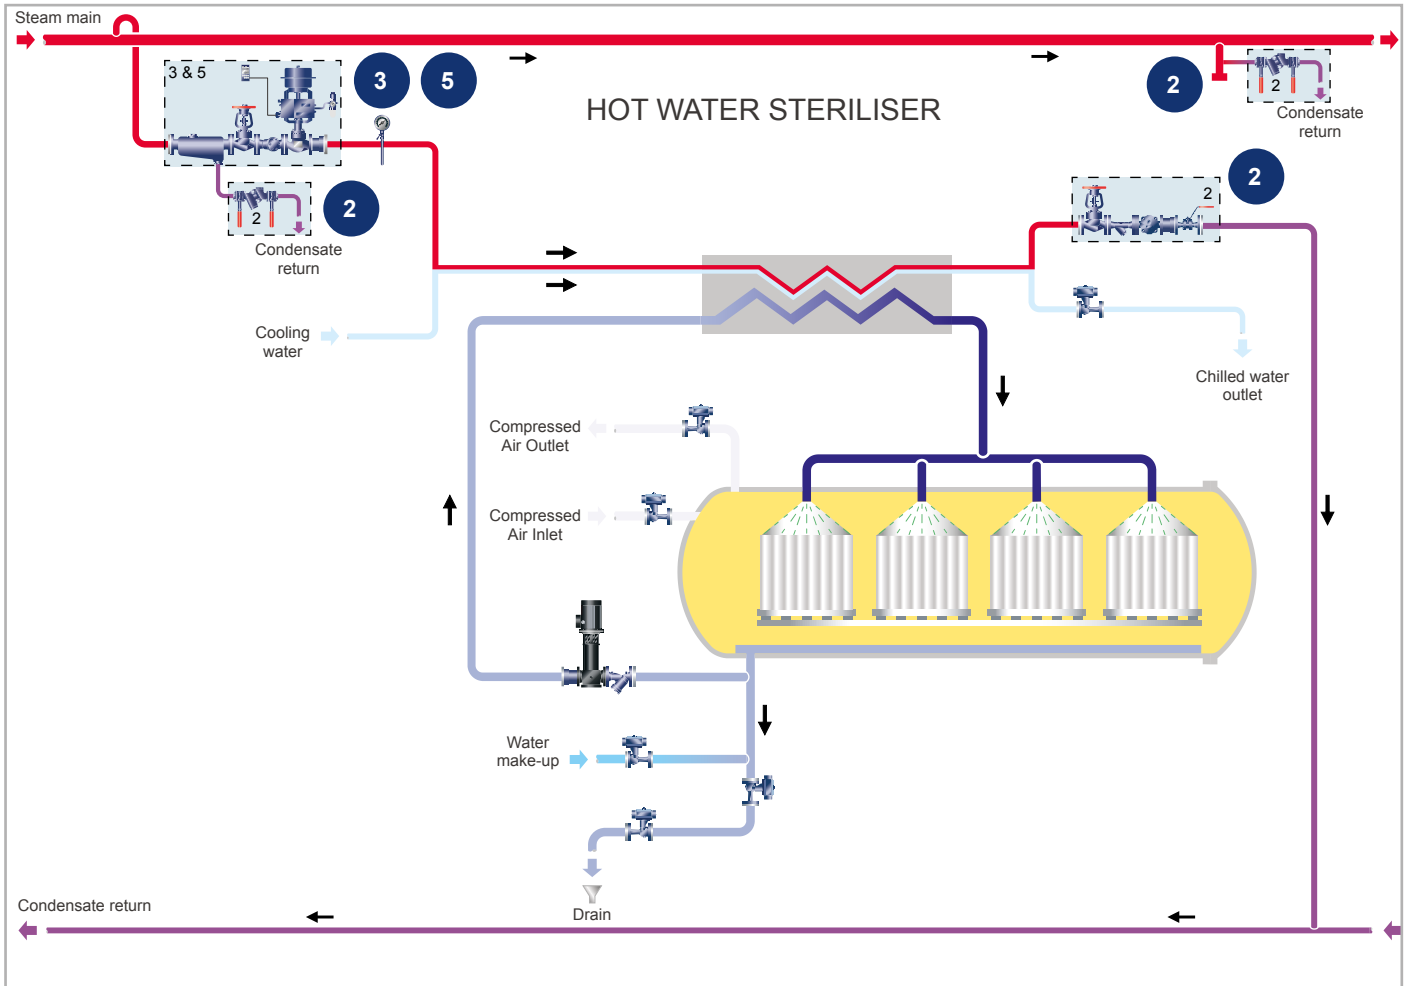 Steam main
3 & 5
3
5
2
2
Condensate
return
HOT WATER STERILISER
2
2
Condensate
return
2
2
Cooling
water
Chilled water
outlet
Compressed
Air Outlet
Compressed
Air Inlet
Water
make-up
Drain
Condensate return